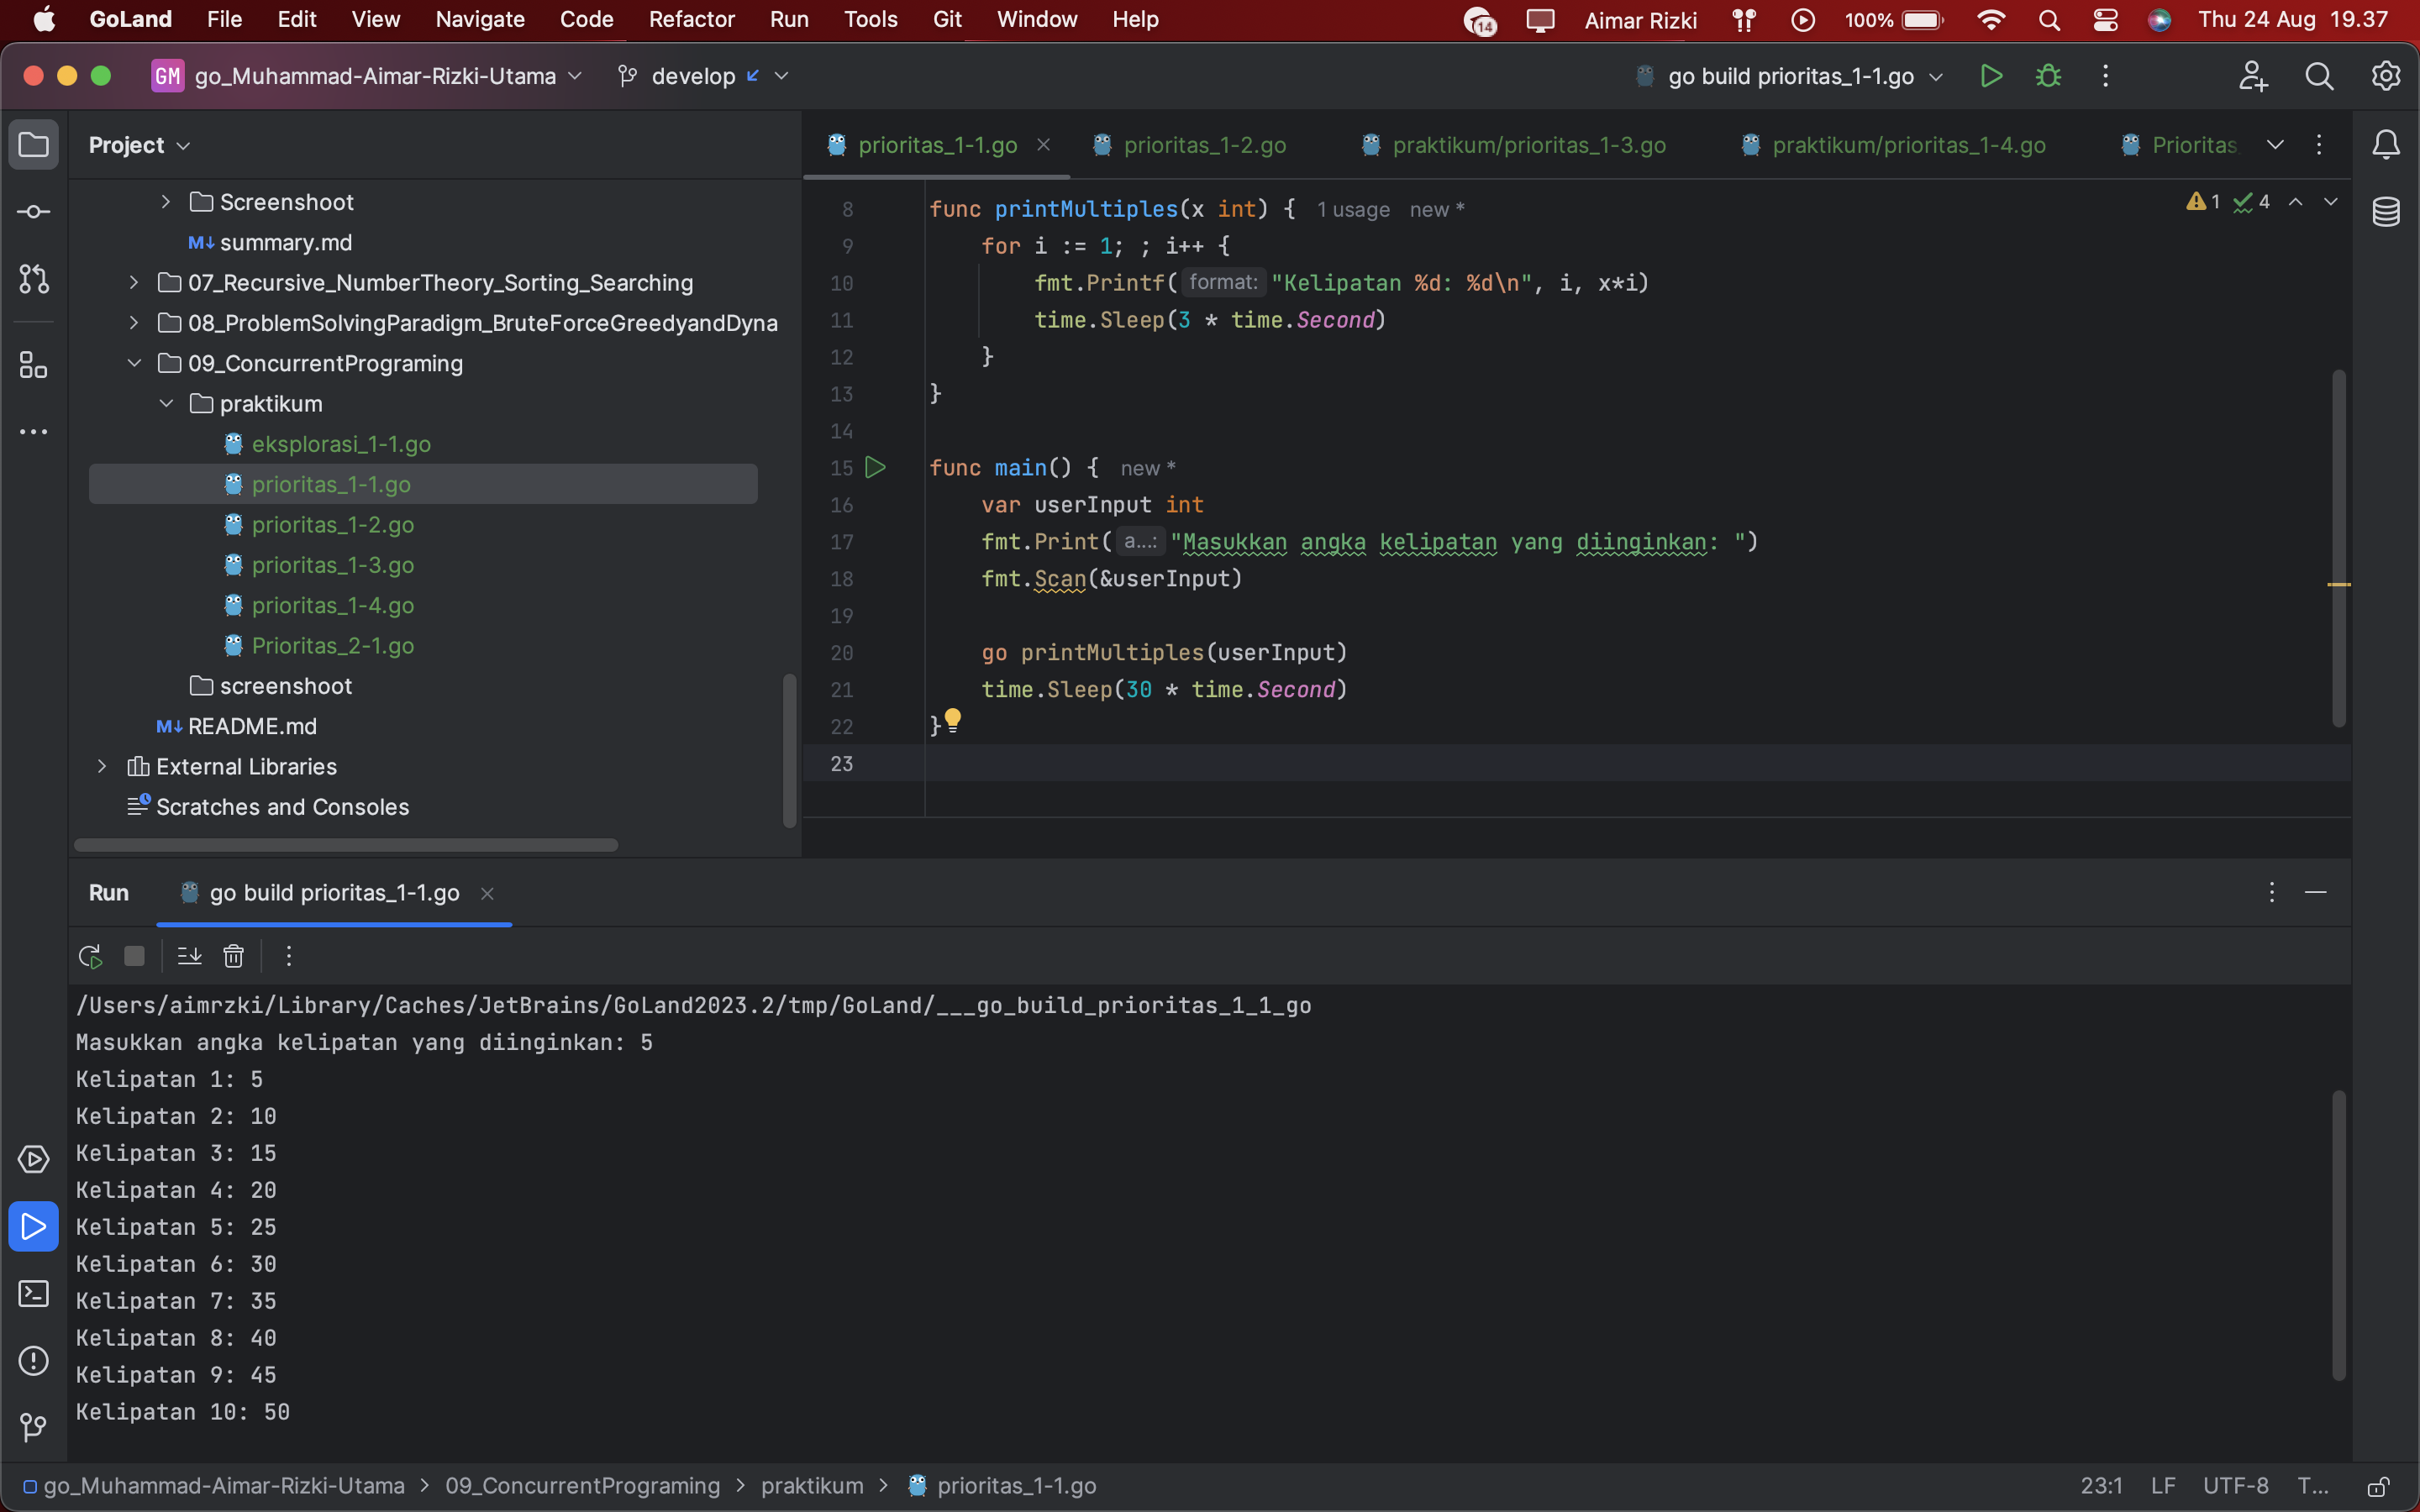 GoLand File Edit View Navigate Code Refactor Run Tools Git Window Help 14 Aimar Rizki 100% Thu 24 Aug 19.37
GM go_Muhammad-Aimar-Rizki-Utama develop go build prioritas_1-1.go
Project
Screenshoot
M↓ summary.md
07_Recursive_NumberTheory_Sorting_Searching
08_ProblemSolvingParadigm_BruteForceGreedyandDyna
09_ConcurrentPrograming
praktikum
eksplorasi_1-1.go
prioritas_1-1.go
prioritas_1-2.go
prioritas_1-3.go
prioritas_1-4.go
Prioritas_2-1.go
screenshoot
M↓ README.md
External Libraries
Scratches and Consoles
prioritas_1-1.go prioritas_1-2.go praktikum/prioritas_1-3.go praktikum/prioritas_1-4.go Prioritas
1 4
8 func printMultiples(x int) { 1 usage new *
9 for i := 1; ; i++ {
10 fmt.Printf( format: "Kelipatan %d: %d\n", i, x*i)
11 time.Sleep(3 * time.Second)
12 }
13 }
14
15 func main() { new *
16 var userInput int
17 fmt.Print( a...: "Masukkan angka kelipatan yang diinginkan: ")
18 fmt.Scan(&userInput)
19
20 go printMultiples(userInput)
21 time.Sleep(30 * time.Second)
22 }
23
Run go build prioritas_1-1.go
/Users/aimrzki/Library/Caches/JetBrains/GoLand2023.2/tmp/GoLand/___go_build_prioritas_1_1_go
Masukkan angka kelipatan yang diinginkan: 5
Kelipatan 1: 5
Kelipatan 2: 10
Kelipatan 3: 15
Kelipatan 4: 20
Kelipatan 5: 25
Kelipatan 6: 30
Kelipatan 7: 35
Kelipatan 8: 40
Kelipatan 9: 45
Kelipatan 10: 50
go_Muhammad-Aimar-Rizki-Utama > 09_ConcurrentPrograming > praktikum > prioritas_1-1.go 23:1 LF UTF-8 T...